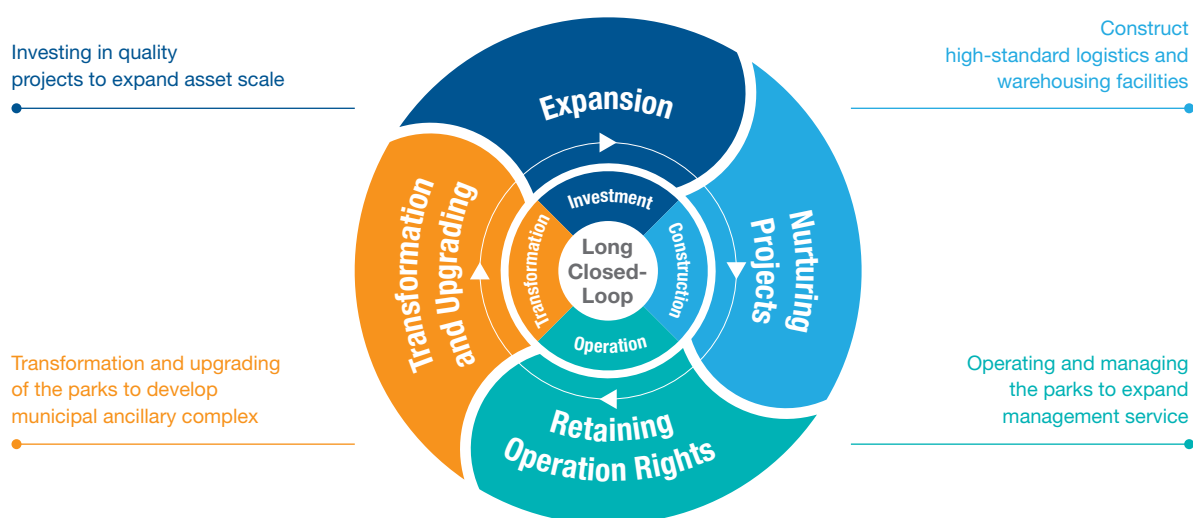 Investing in quality
projects to expand asset scale
Construct
high-standard logistics and
warehousing facilities
Expansion
Nurturing
Projects
Retaining
Operation Rights
Transformation
and Upgrading
Investment
Construction
Operation
Transformation
Long
Closed-
Loop
Transformation and upgrading
of the parks to develop
municipal ancillary complex
Operating and managing
the parks to expand
management service